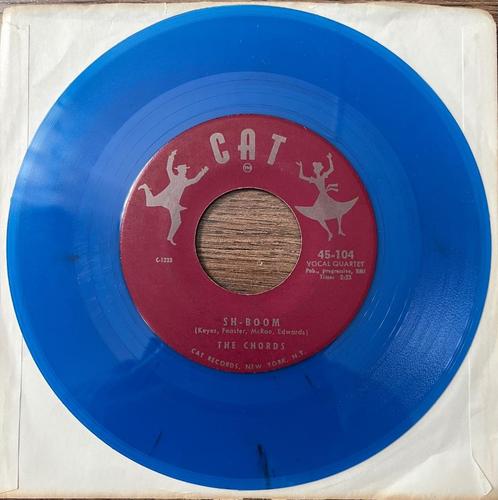 CAT
TM
C-1233
45-104
VOCAL QUARTET
Pub., progressive, BMI
Time: 2:23
SH-BOOM
(Keyes, Feaster, McRae, Edwards)
THE CHORDS
CAT RECORDS, NEW YORK, N.Y.